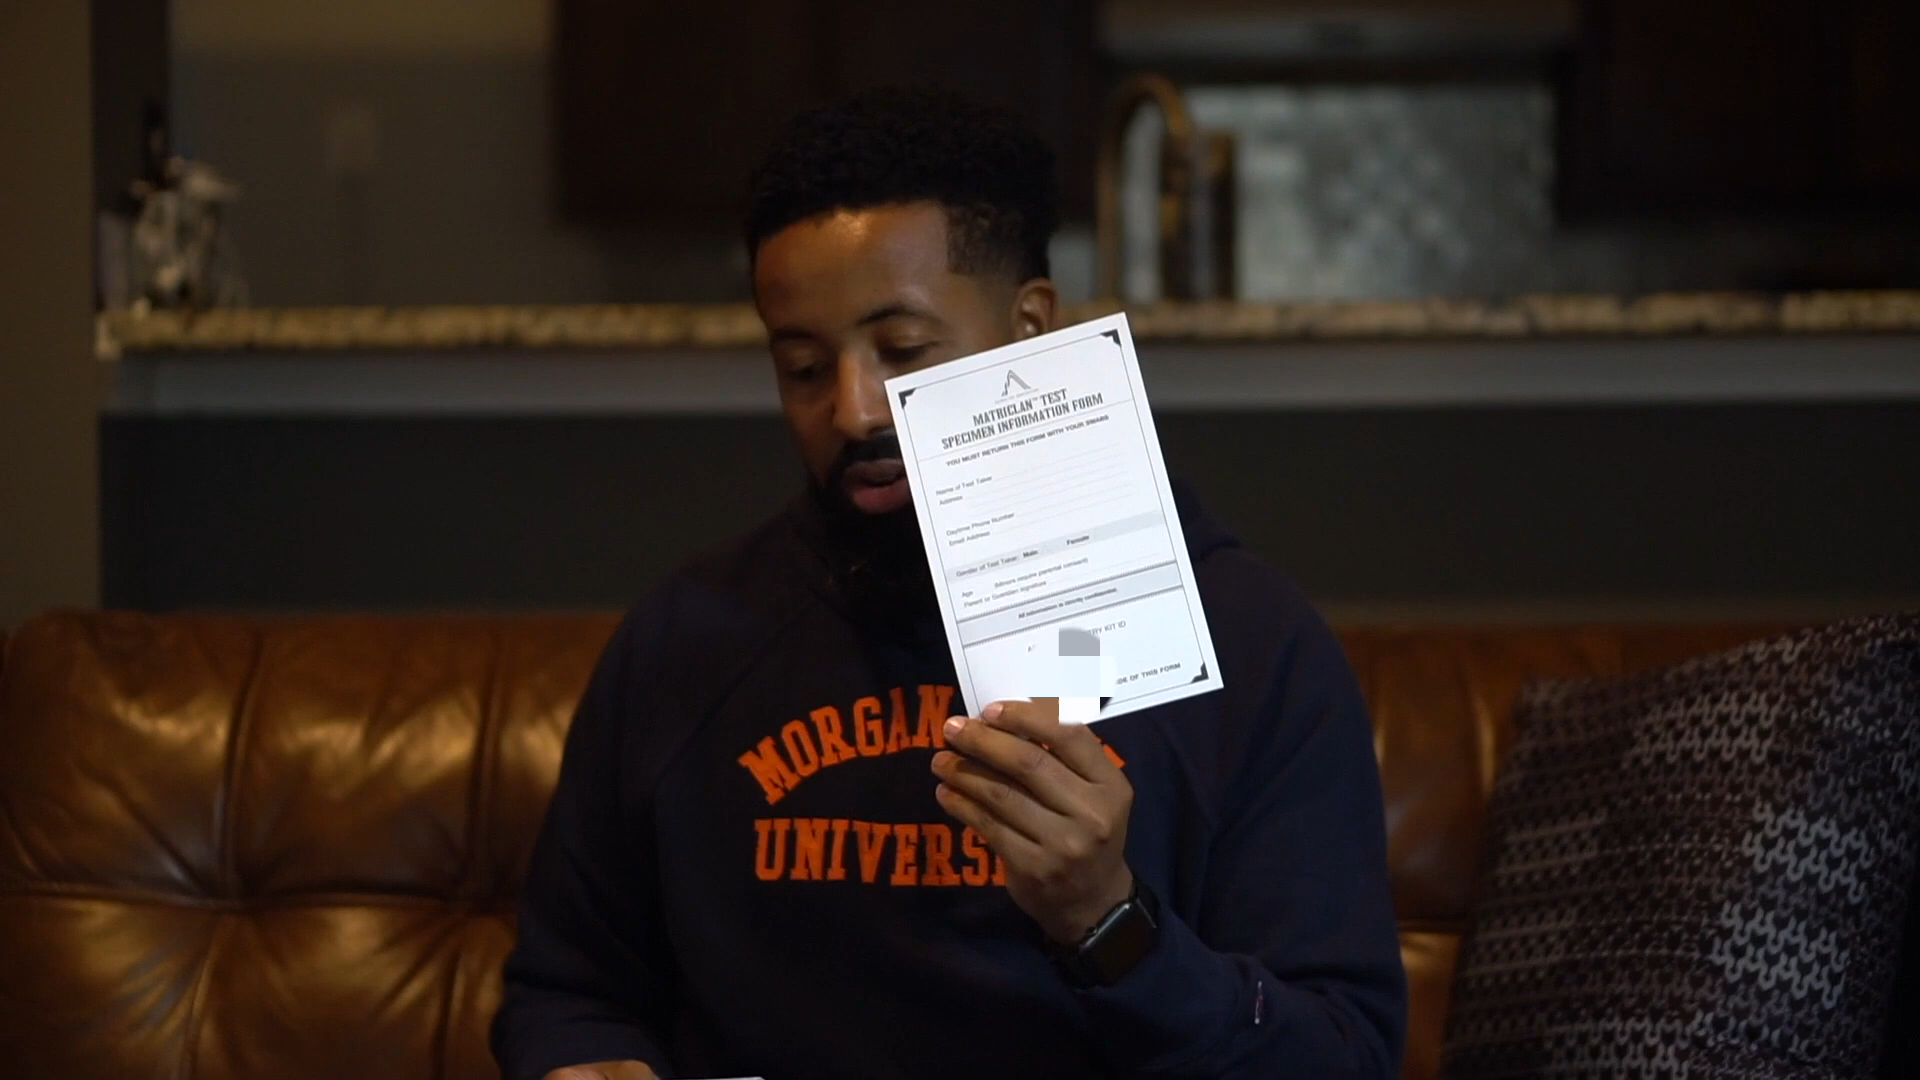 MATRICLAN™ TEST
SPECIMEN INFORMATION FORM
YOU MUST RETURN THIS FORM WITH YOUR SWABS
Name of Test Taker
Address
Daytime Phone Number
Email Address
Gender of Test Taker: Male Female
Age (Minors require parental consent)
Parent or Guardian signature
All information is strictly confidential.
KIT ID
OF THIS FORM
MORGAN
UNIVERS